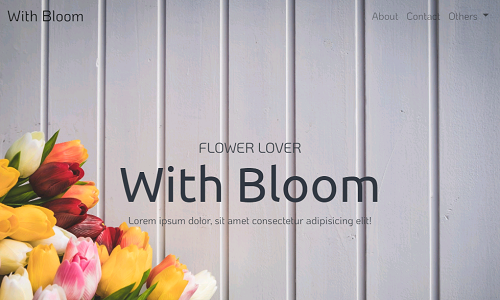 With Bloom
About Contact Others
FLOWER LOVER
With Bloom
Lorem ipsum dolor, sit amet consectetur adipisicing elit!